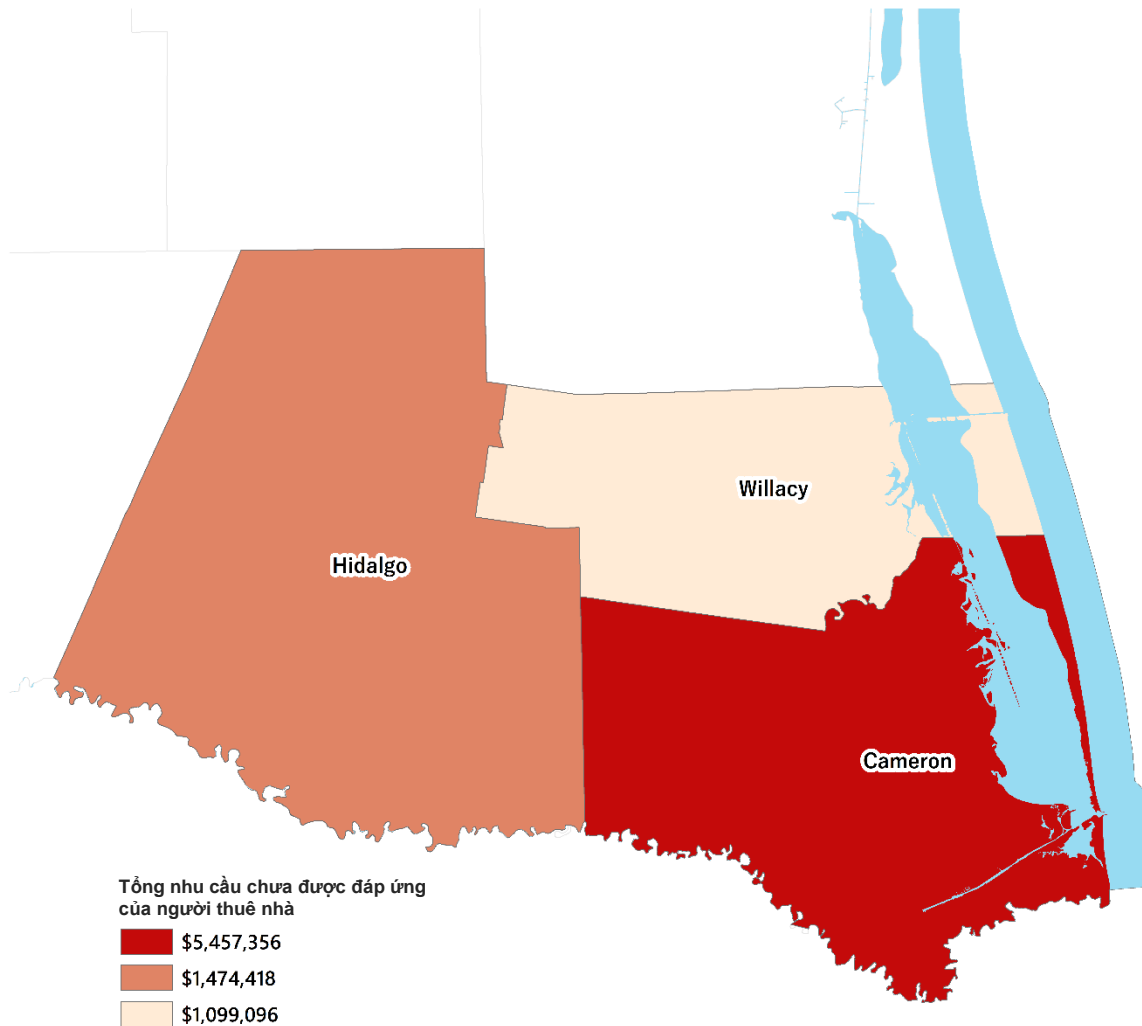 Willacy
Hidalgo
Cameron
Tổng nhu cầu chưa được đáp ứng
của người thuê nhà
$5,457,356
$1,474,418
$1,099,096